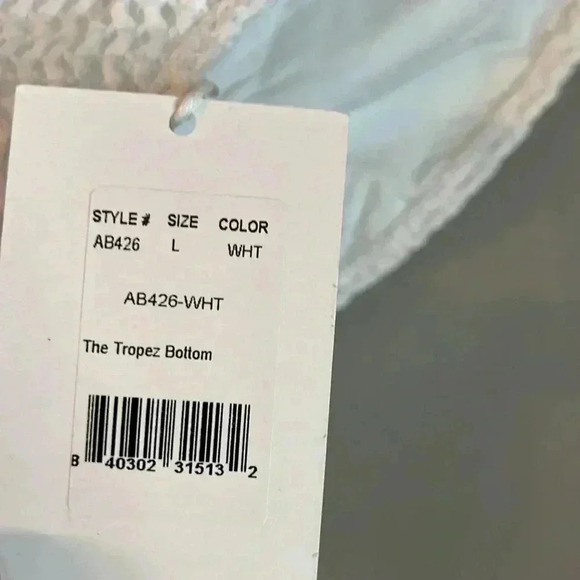 STYLE # SIZE COLOR
AB426 L WHT
AB426-WHT
The Tropez Bottom
8 40302 31513 2